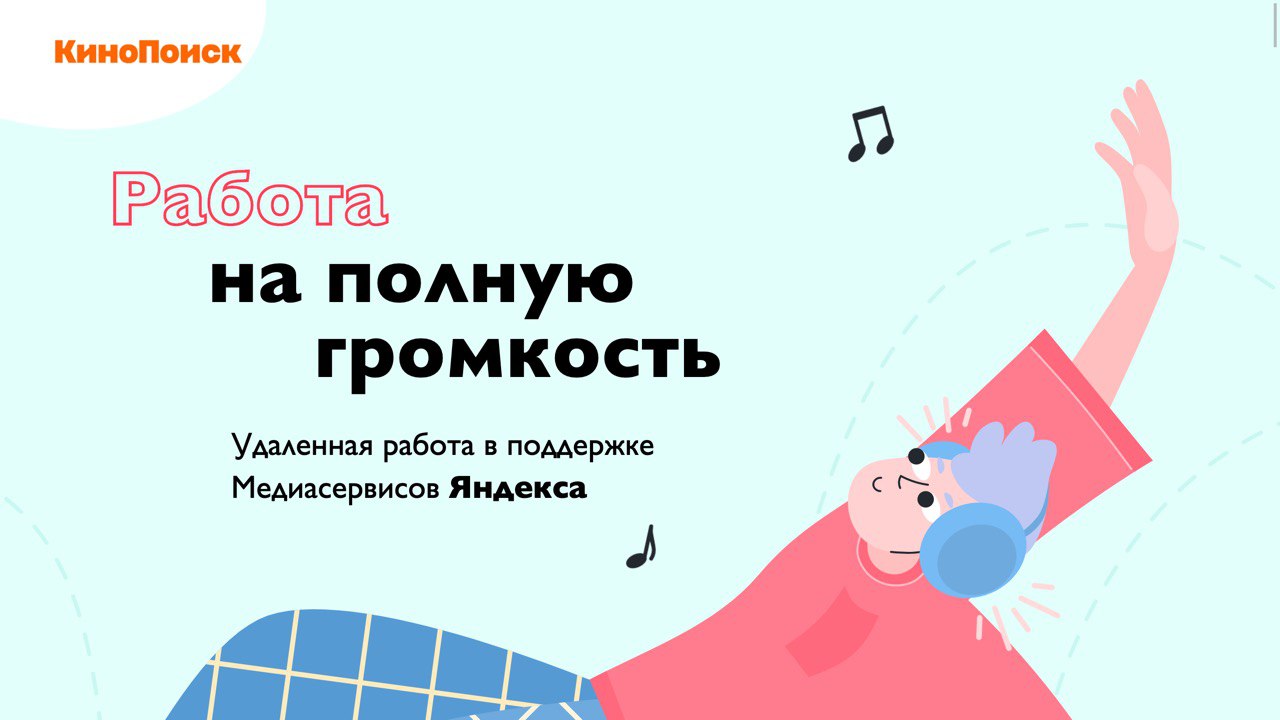 КиноПоиск
Работа
на полную
громкость
Удаленная работа в поддержке
Медиасервисов Яндекса